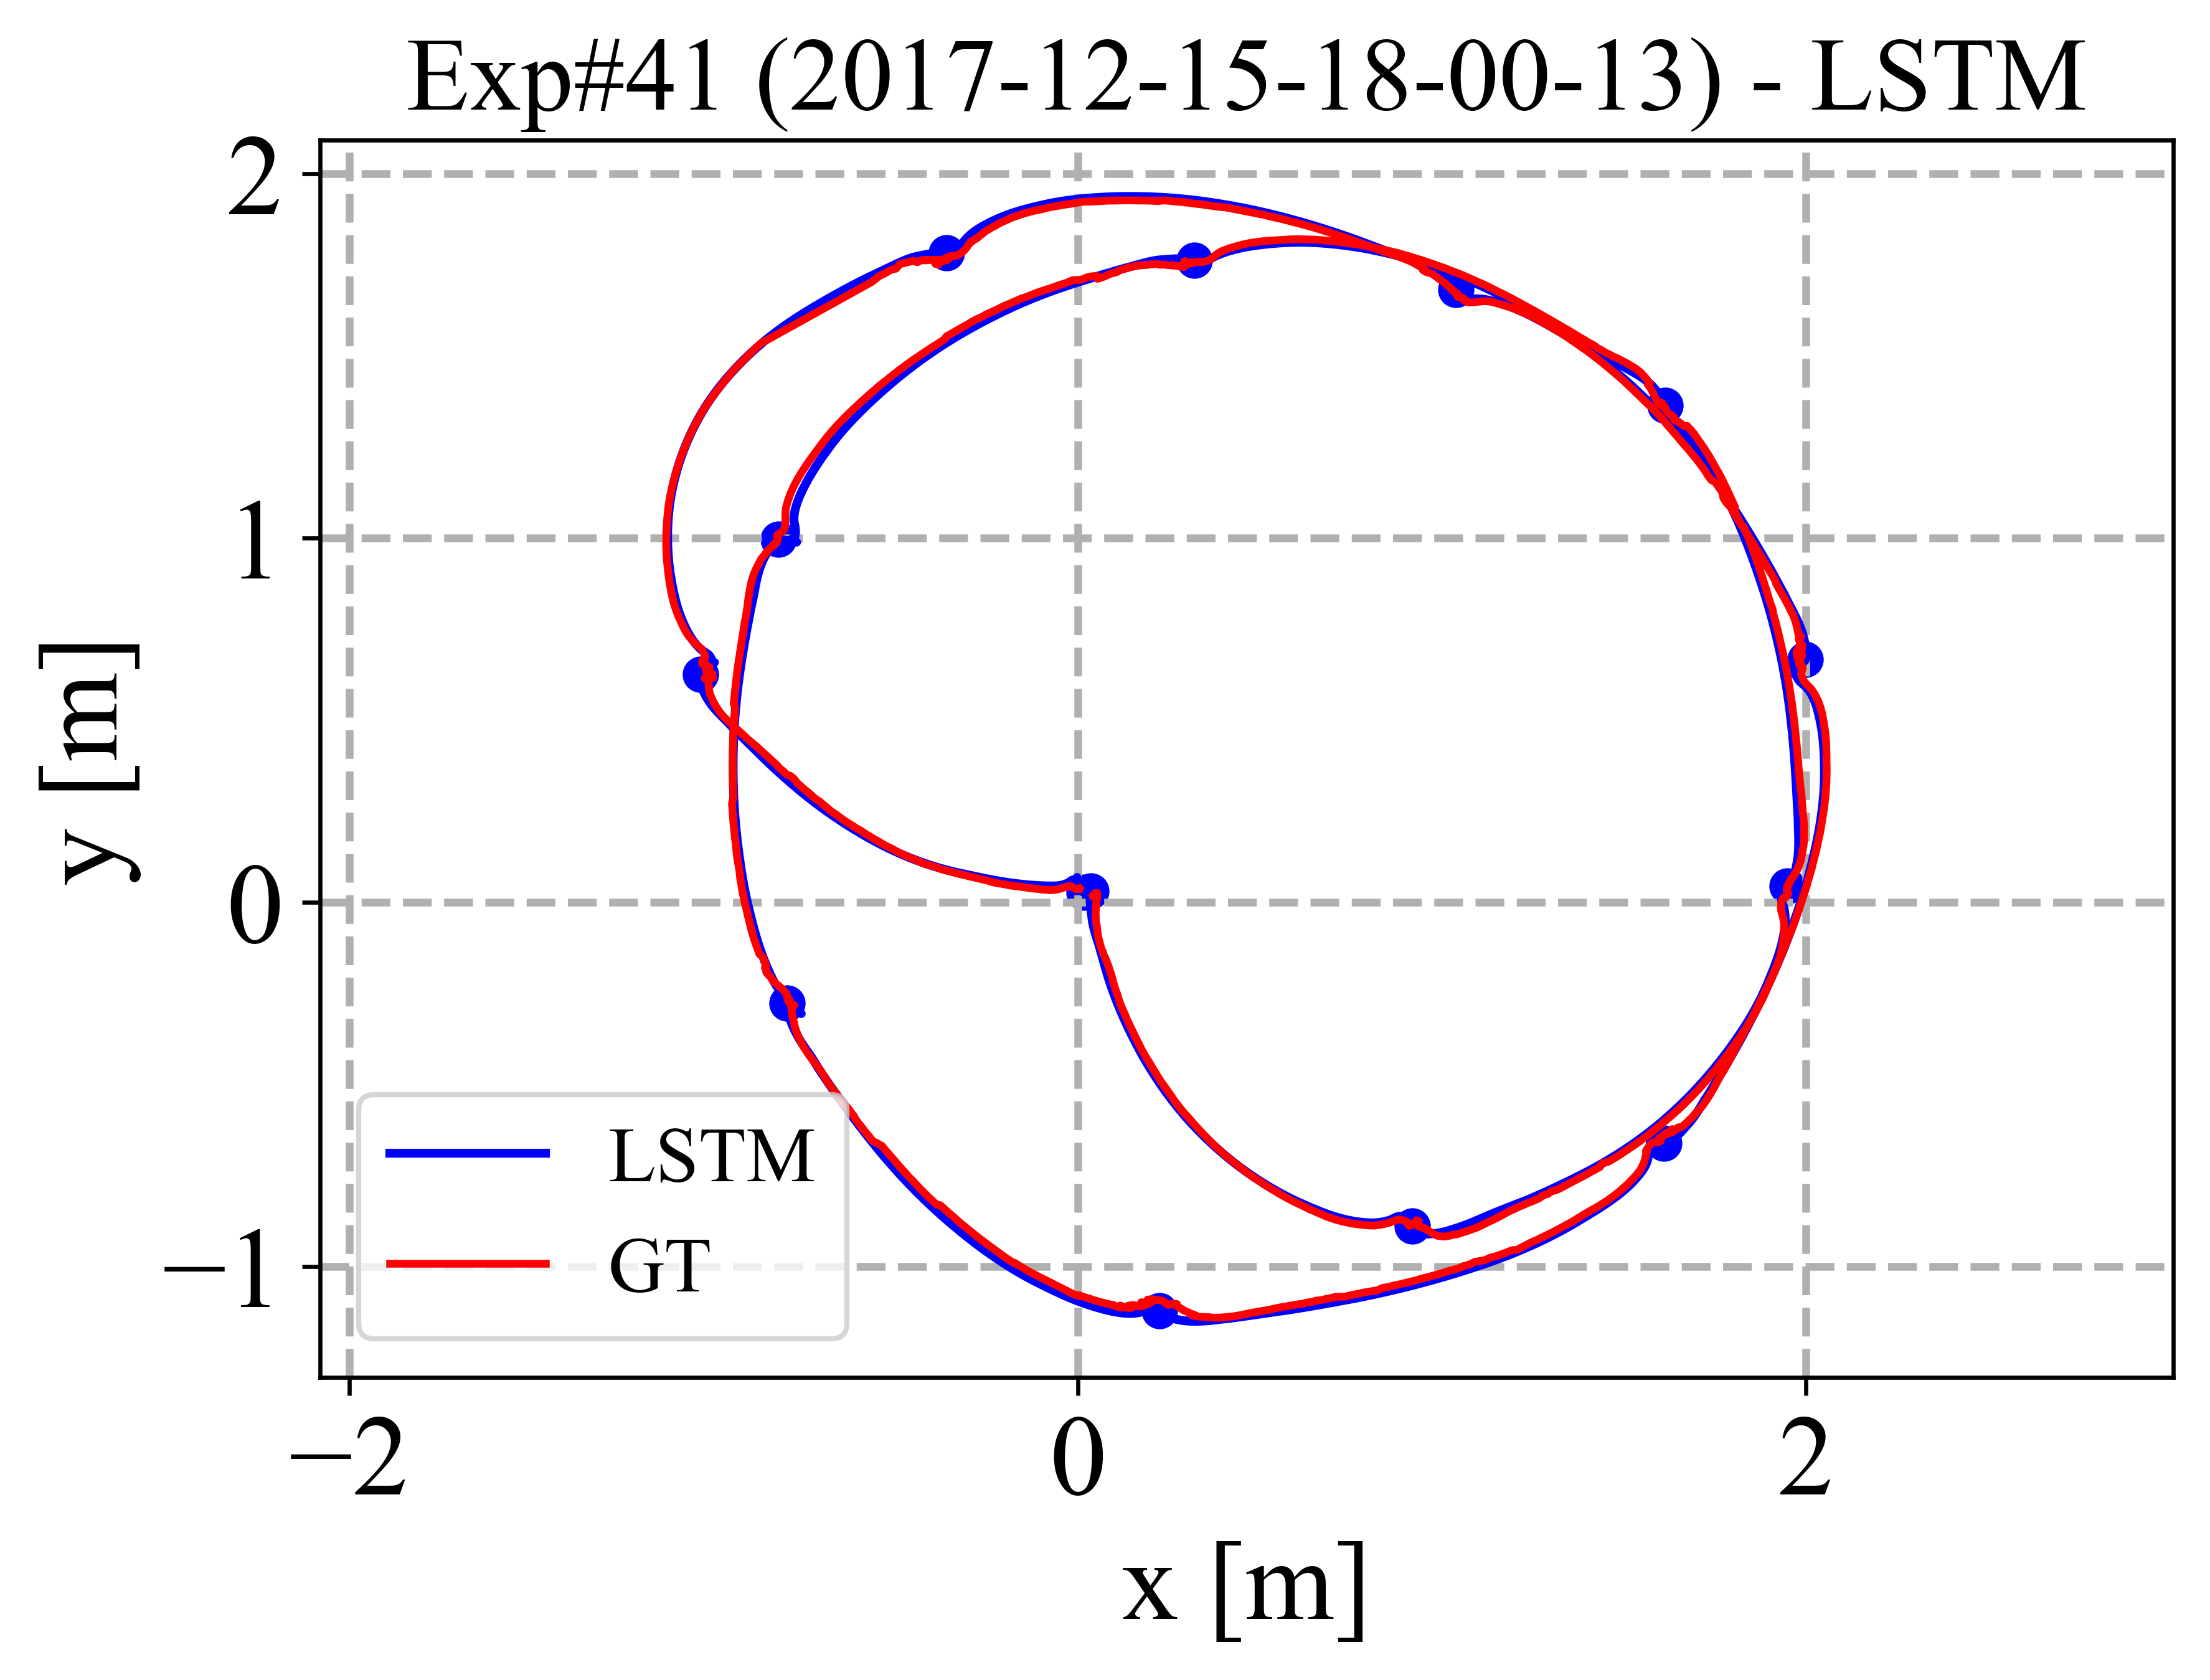 Exp#41 (2017-12-15-18-00-13) - LSTM
2
1
0
−1
y [m]
LSTM
GT
−2
0
2
x [m]